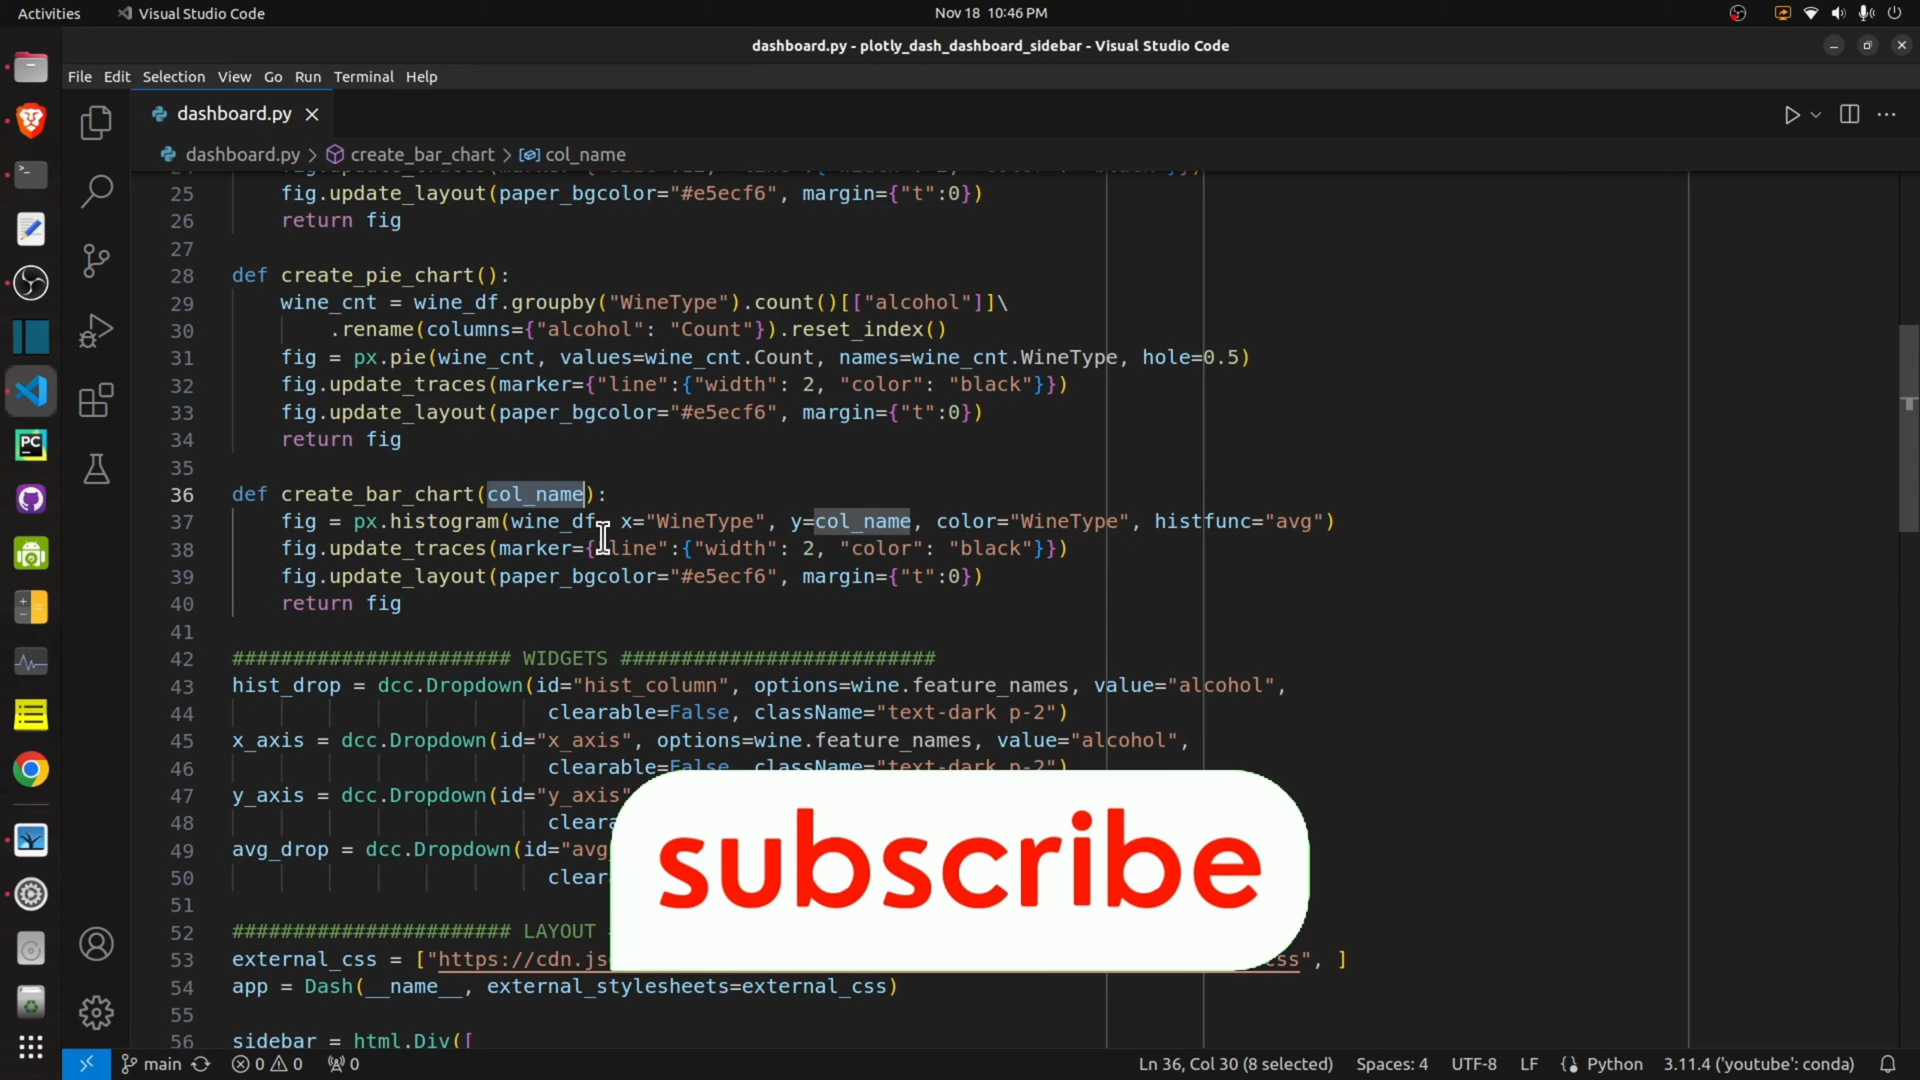 Activities Visual Studio Code Nov 18 10:46 PM
dashboard.py - plotly_dash_dashboard_sidebar - Visual Studio Code
File Edit Selection View Go Run Terminal Help
dashboard.py
dashboard.py > create_bar_chart > col_name
25 fig.update_layout(paper_bgcolor="#e5ecf6", margin={"t":0})
26 return fig
27
28 def create_pie_chart():
29 wine_cnt = wine_df.groupby("WineType").count()[["alcohol"]]\
30 .rename(columns={"alcohol": "Count"}).reset_index()
31 fig = px.pie(wine_cnt, values=wine_cnt.Count, names=wine_cnt.WineType, hole=0.5)
32 fig.update_traces(marker={"line":{"width": 2, "color": "black"}})
33 fig.update_layout(paper_bgcolor="#e5ecf6", margin={"t":0})
34 return fig
35
36 def create_bar_chart(col_name):
37 fig = px.histogram(wine_df, x="WineType", y=col_name, color="WineType", histfunc="avg")
38 fig.update_traces(marker={"line":{"width": 2, "color": "black"}})
39 fig.update_layout(paper_bgcolor="#e5ecf6", margin={"t":0})
40 return fig
41
42 ####################### WIDGETS ##########################
43 hist_drop = dcc.Dropdown(id="hist_column", options=wine.feature_names, value="alcohol",
44 clearable=False, className="text-dark p-2")
45 x_axis = dcc.Dropdown(id="x_axis", options=wine.feature_names, value="alcohol",
46 clearable=False, className="text-dark p-2")
47 y_axis = dcc.Dropdown(id="y_axis"
48 clear
49 avg_drop = dcc.Dropdown(id="avg
50 clear
51
52 ####################### LAYOUT
53 external_css = ["https://cdn.js ss", ]
54 app = Dash(__name__, external_stylesheets=external_css)
55
56 sidebar = html.Div([
subscribe
main 0 0 0 Ln 36, Col 30 (8 selected) Spaces: 4 UTF-8 LF Python 3.11.4 ('youtube': conda)